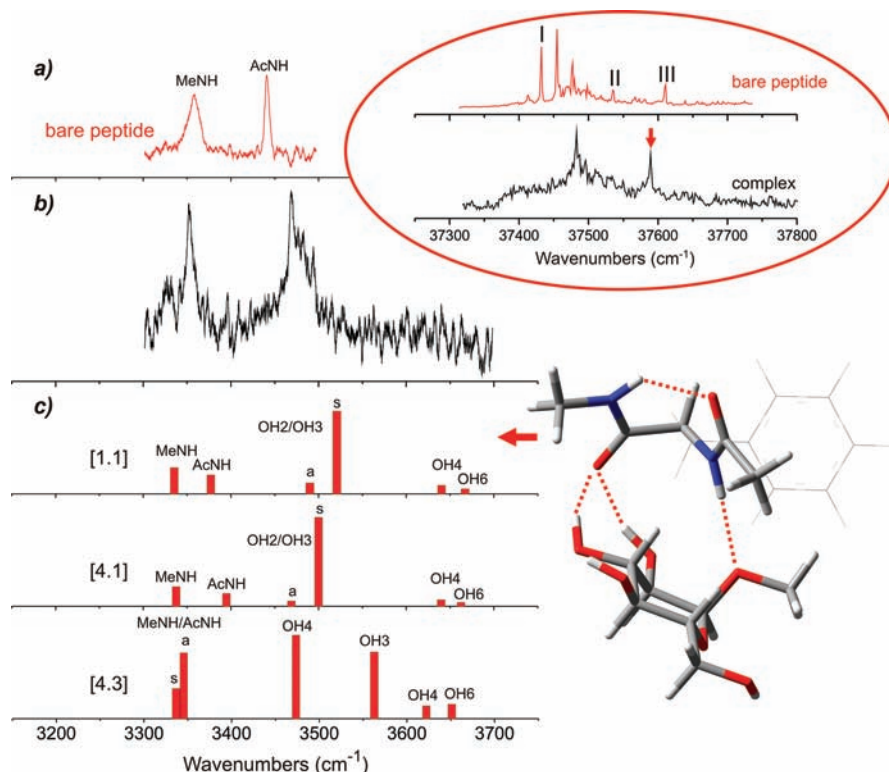 a)
MeNH
AcNH
bare peptide
I
II
III
bare peptide
complex
37300 37400 37500 37600 37700 37800
Wavenumbers (cm-1)
b)
c)
[1.1]
MeNH
AcNH
OH2/OH3
a
s
OH4
OH6
[4.1]
MeNH
AcNH
OH2/OH3
a
s
OH4
OH6
[4.3]
MeNH/AcNH
s
a
OH4
OH3
OH4
OH6
3200 3300 3400 3500 3600 3700
Wavenumbers (cm-1)